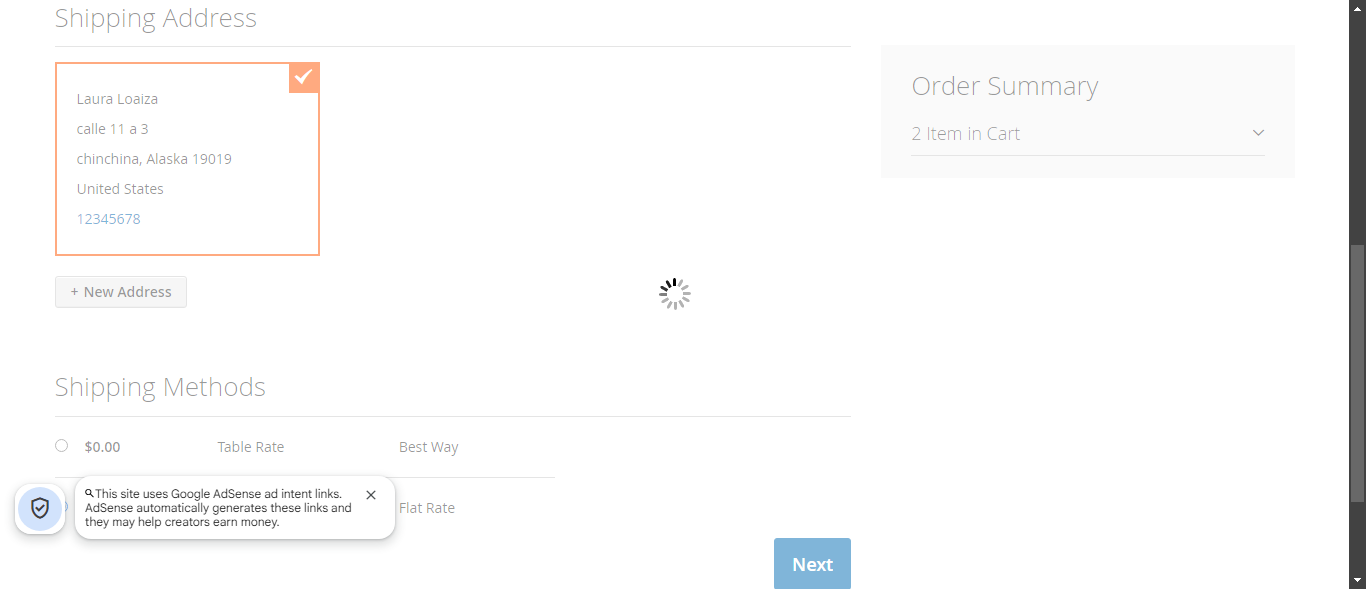 Shipping Address
Laura Loaiza
calle 11 a 3
chinchina, Alaska 19019
United States
12345678
+ New Address
Order Summary
2 Item in Cart
Shipping Methods
$0.00 Table Rate Best Way
Flat Rate
This site uses Google AdSense ad intent links.
AdSense automatically generates these links and
they may help creators earn money.
Next